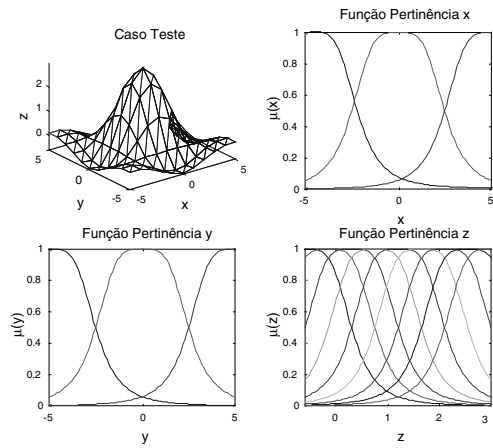 Caso Teste
z
2
1
0
5
0
-5
y
-5
0
5
x
Função Pertinência x
μ(x)
1
0.8
0.6
0.4
0.2
0
-5
0
5
x
Função Pertinência y
μ(y)
1
0.8
0.6
0.4
0.2
0
-5
0
5
y
Função Pertinência z
μ(z)
1
0.8
0.6
0.4
0.2
0
0
1
2
3
z